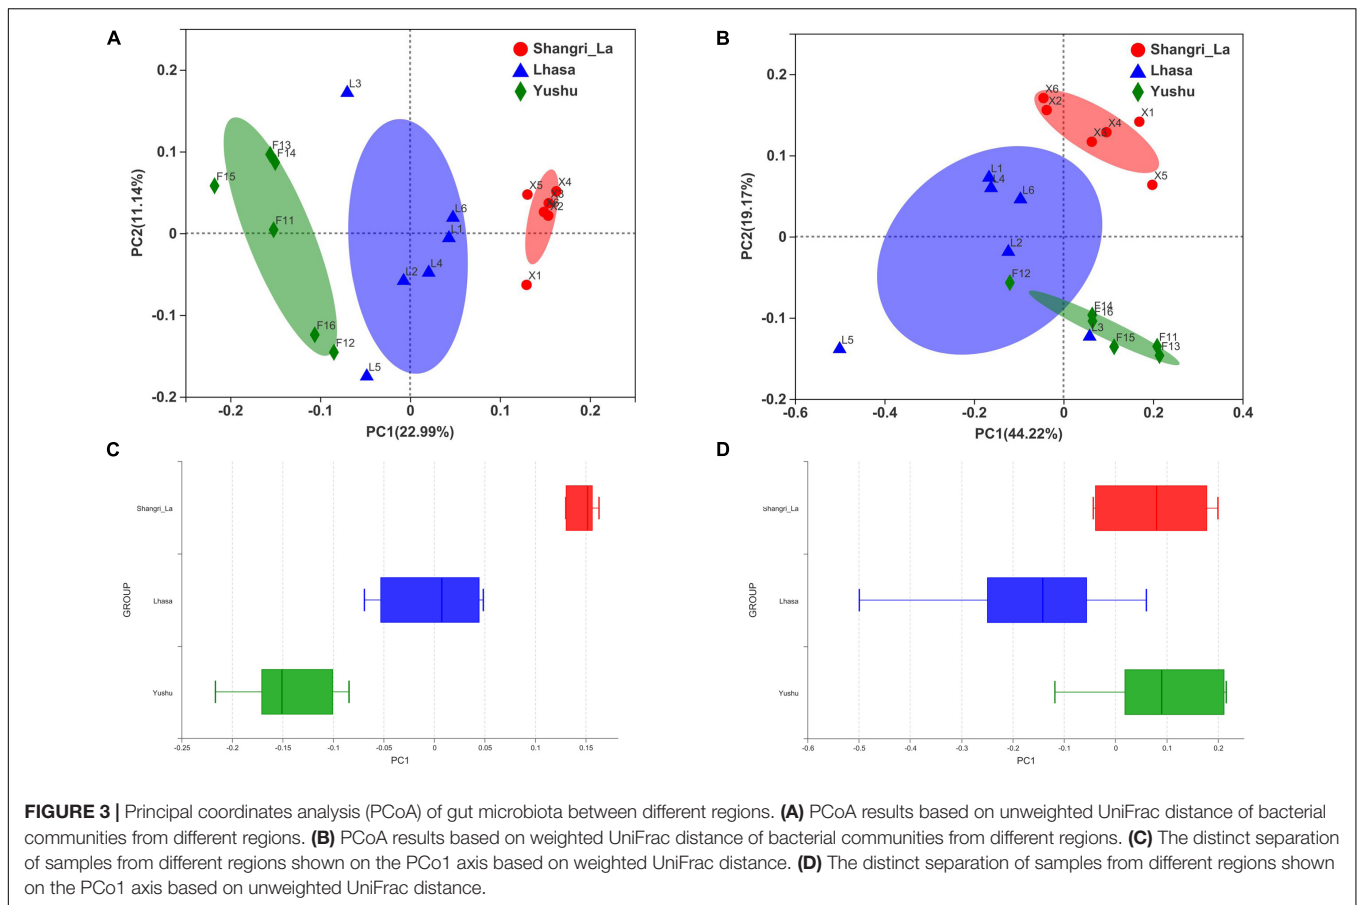 A
Shangri_La
Lhasa
Yushu
L3
F13
F14
F15
F11
F16
F12
L5
L6
L1
L4
L2
X5
X4
X3
X2
X1
0.2
0.1
0
-0.1
-0.2
-0.2
-0.1
0
0.1
0.2
PC2(11.14%)
PC1(22.99%)
B
Shangri_La
Lhasa
Yushu
X6
X2
X1
X4
X5
L1
L4
L6
L2
F12
F14
F16
L3
F15
F11
F13
L5
0.2
0.1
0
-0.1
-0.2
-0.6
-0.4
-0.2
0
0.2
0.4
PC2(19.17%)
PC1(44.22%)
C
Shangri_La
Lhasa
Yushu
GROUP
-0.25
-0.2
-0.15
-0.1
-0.05
0
0.05
0.1
0.15
PC1
D
Shangri_La
Lhasa
Yushu
GROUP
-0.6
-0.5
-0.4
-0.3
-0.2
-0.1
0
0.1
0.2
PC1
FIGURE 3 | Principal coordinates analysis (PCoA) of gut microbiota between different regions. (A) PCoA results based on unweighted UniFrac distance of bacterial
communities from different regions. (B) PCoA results based on weighted UniFrac distance of bacterial communities from different regions. (C) The distinct separation
of samples from different regions shown on the PCo1 axis based on weighted UniFrac distance. (D) The distinct separation of samples from different regions shown
on the PCo1 axis based on unweighted UniFrac distance.